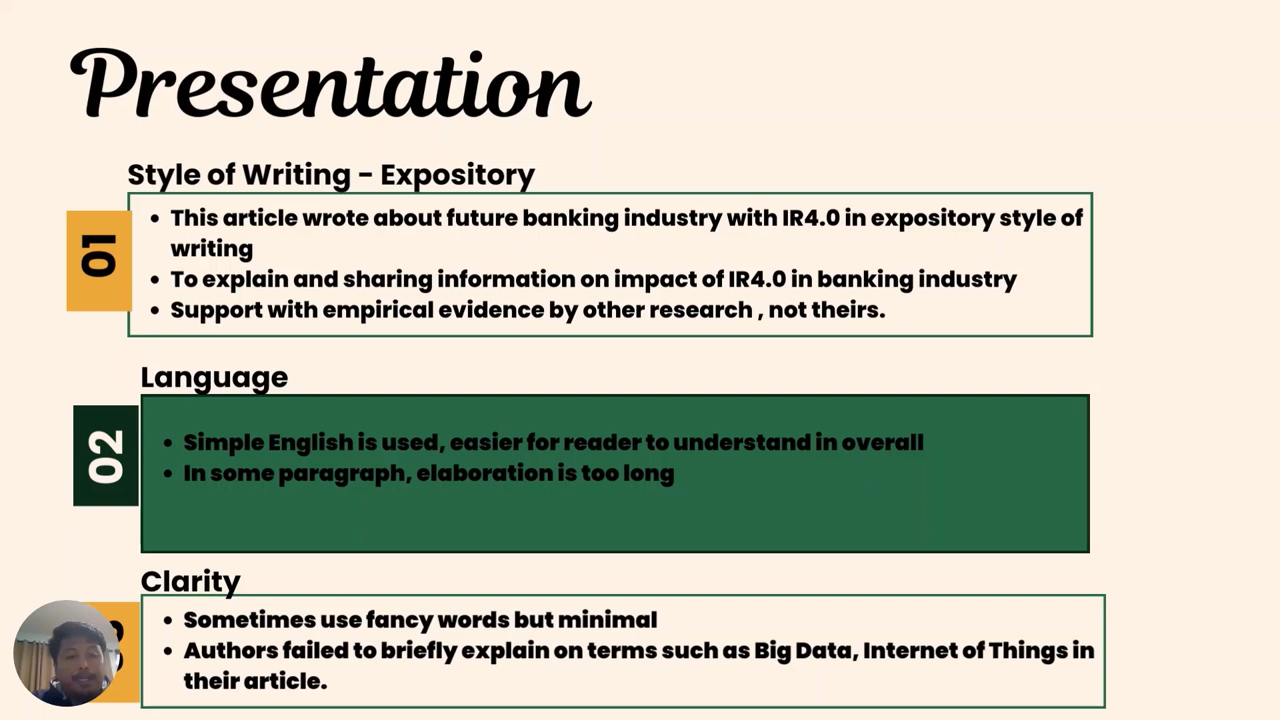 Presentation
Style of Writing - Expository
01
• This article wrote about future banking industry with IR4.0 in expository style of
writing
• To explain and sharing information on impact of IR4.0 in banking industry
• Support with empirical evidence by other research , not theirs.
Language
02
• Simple English is used, easier for reader to understand in overall
• In some paragraph, elaboration is too long
Clarity
• Sometimes use fancy words but minimal
• Authors failed to briefly explain on terms such as Big Data, Internet of Things in
their article.